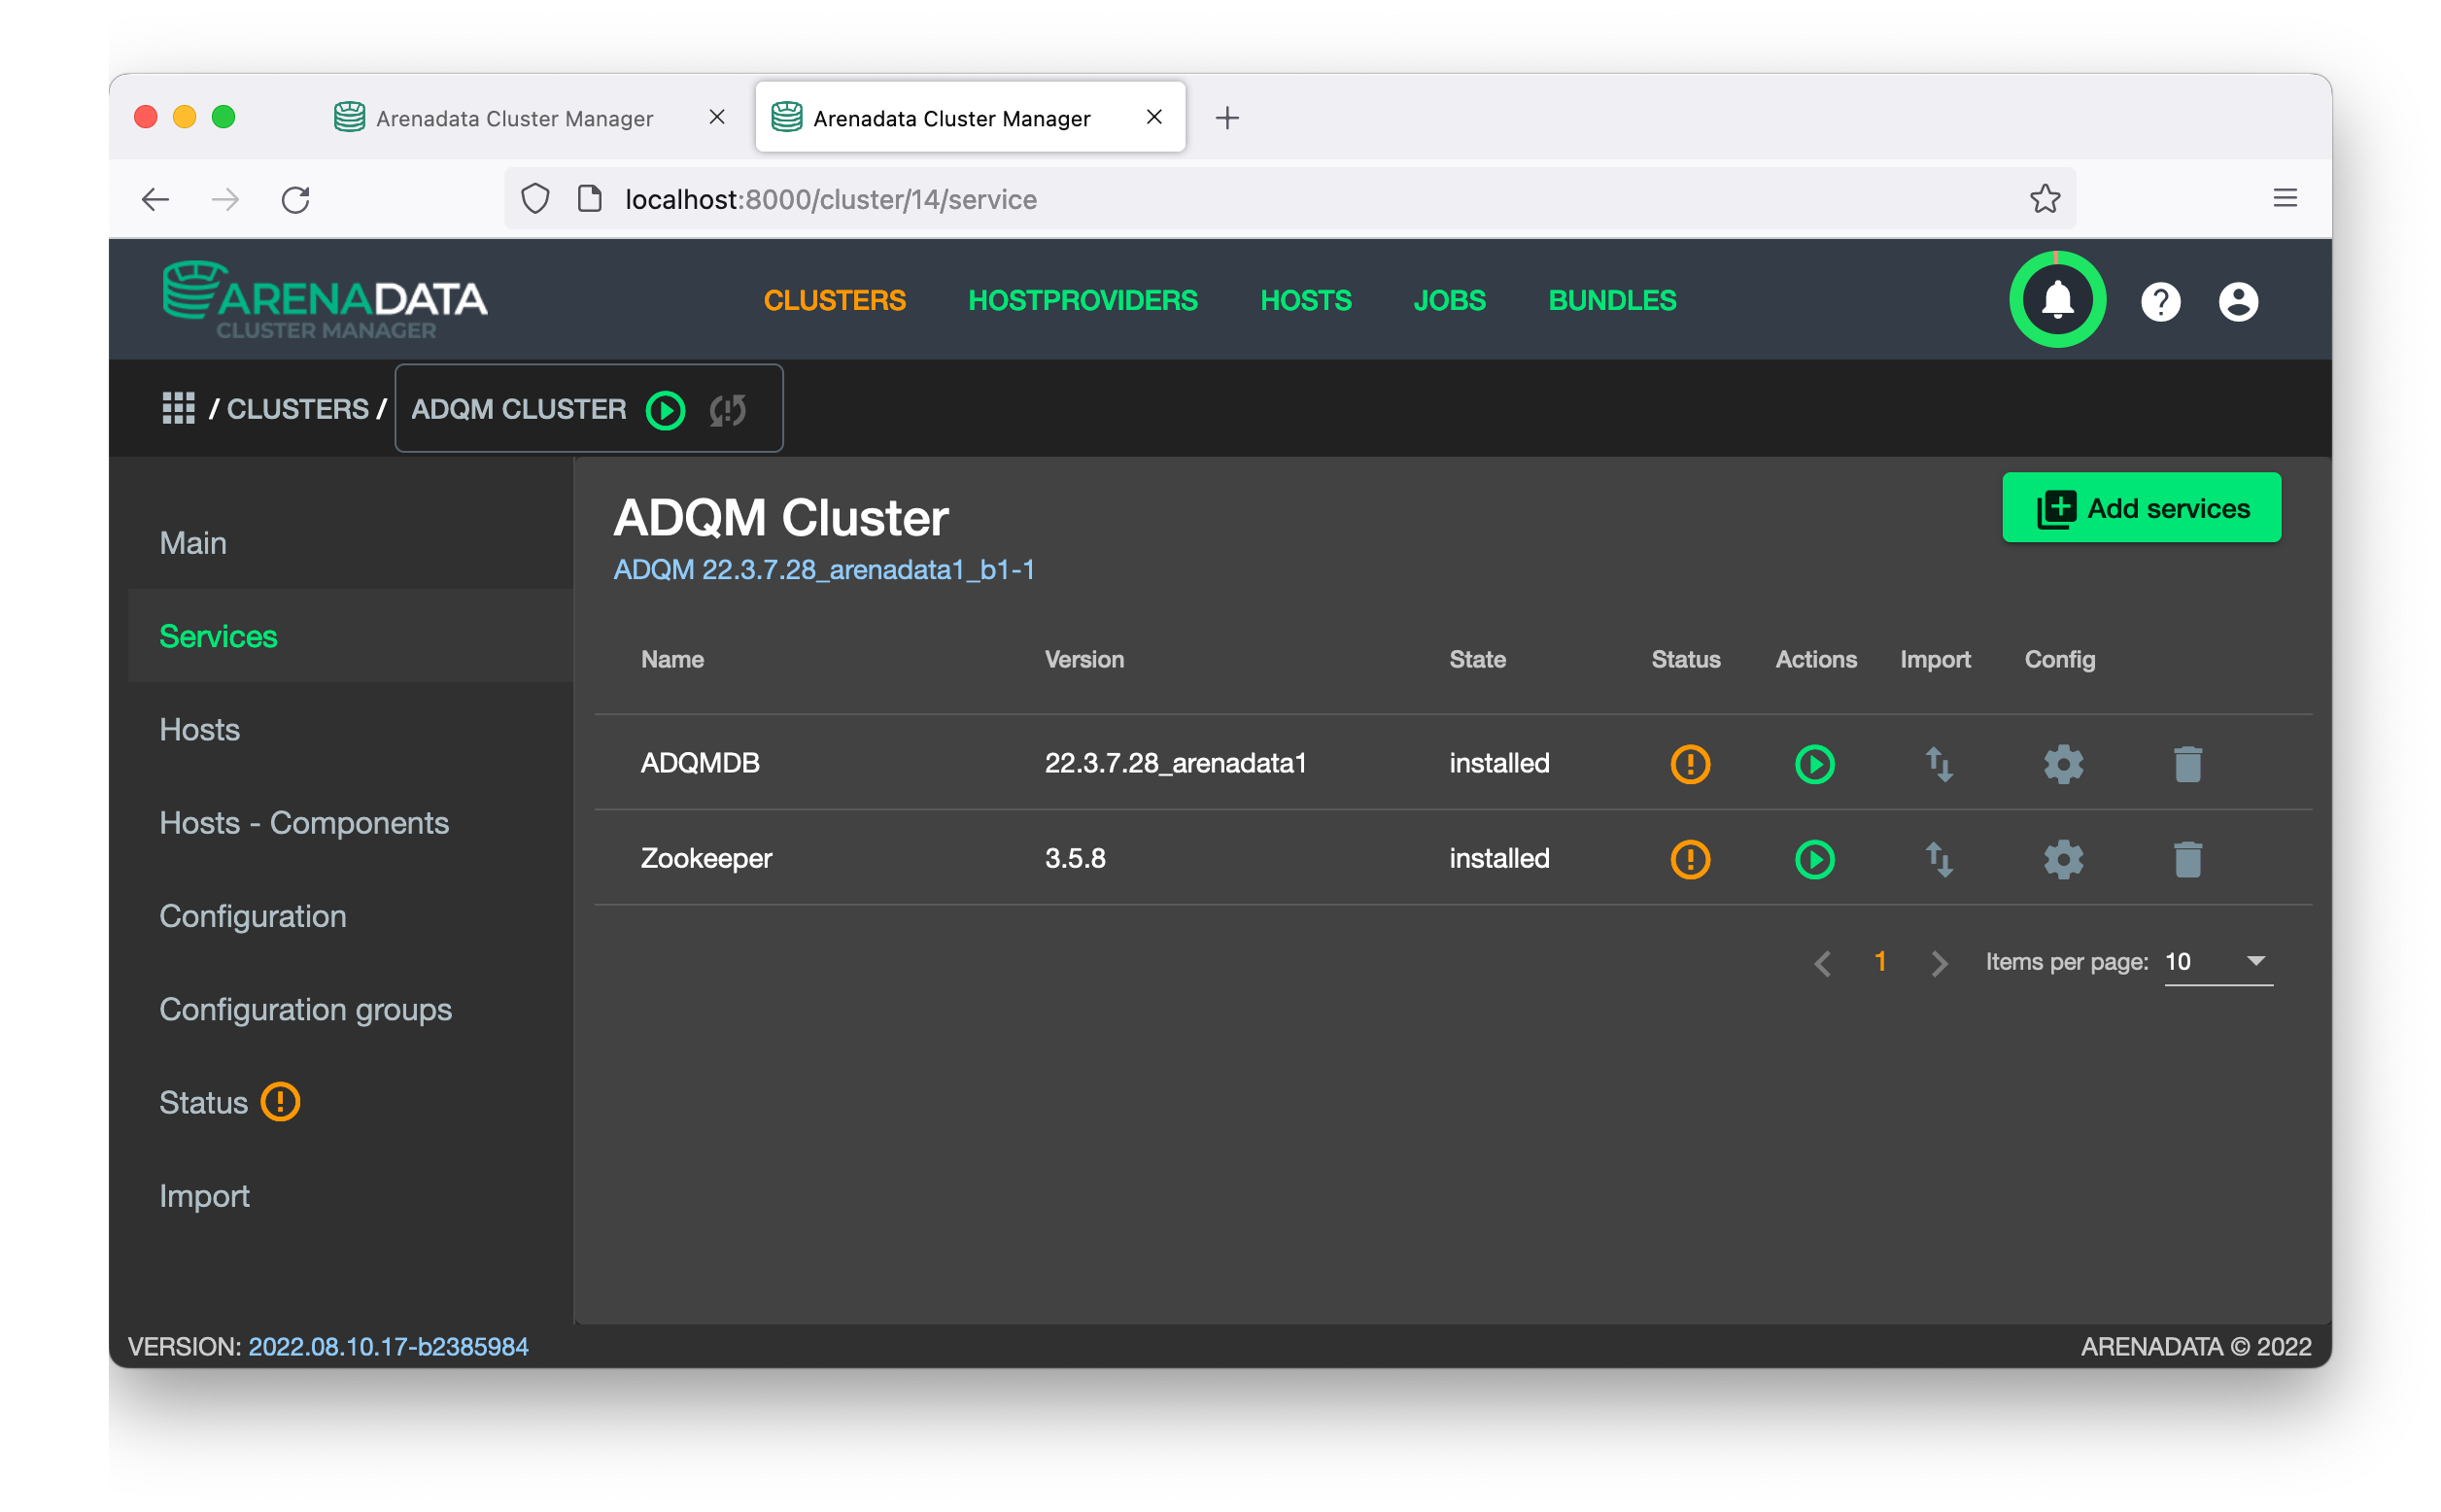 Arenadata Cluster Manager
Arenadata Cluster Manager
localhost:8000/cluster/14/service
ARENADATA
CLUSTER MANAGER
CLUSTERS HOSTPROVIDERS HOSTS JOBS BUNDLES
/ CLUSTERS / ADQM CLUSTER
Main
Services
Hosts
Hosts - Components
Configuration
Configuration groups
Status
Import
ADQM Cluster
ADQM 22.3.7.28_arenadata1_b1-1
Add services
Name Version State Status Actions Import Config
ADQMDB 22.3.7.28_arenadata1 installed
Zookeeper 3.5.8 installed
1 Items per page: 10
VERSION: 2022.08.10.17-b2385984
ARENADATA © 2022